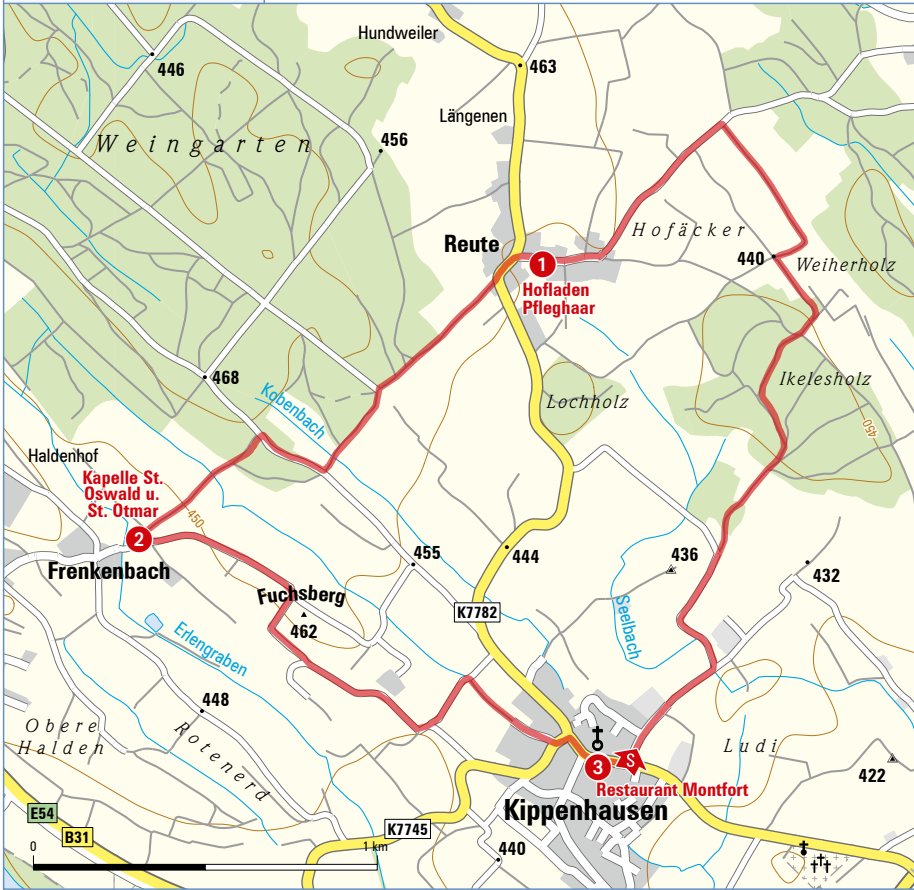 Hundweiler
446
463
Längenen
Weingarten
456
Reute
Hofäcker
1
440
Weiherholz
Hofladen
Pfleghaar
468
Kobenbach
Ikelesholz
Lochholz
450
Haldenhof
Kapelle St.
Oswald u.
St. Otmar
450
2
Frenkenbach
455
444
436
432
Fuchsberg
462
K7782
Seelbach
Erlengraben
448
Obere
Halden
Rotenerd
Ludi
S
3
Restaurant Montfort
422
Kippenhausen
E54
B31
K7745
440
0
1 km